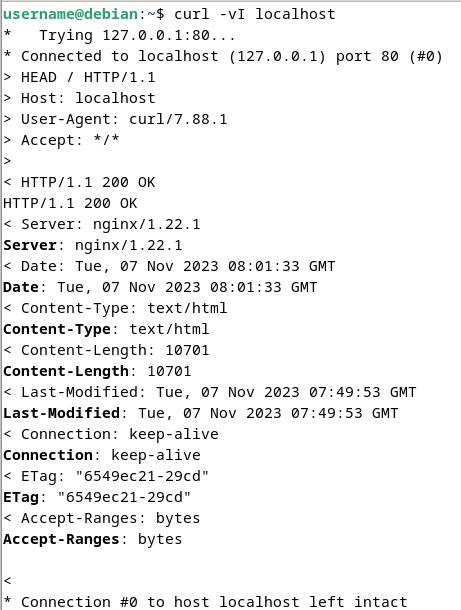 username@debian:~$ curl -vI localhost
*   Trying 127.0.0.1:80...
* Connected to localhost (127.0.0.1) port 80 (#0)
> HEAD / HTTP/1.1
> Host: localhost
> User-Agent: curl/7.88.1
> Accept: */*
>
< HTTP/1.1 200 OK
HTTP/1.1 200 OK
< Server: nginx/1.22.1
Server: nginx/1.22.1
< Date: Tue, 07 Nov 2023 08:01:33 GMT
Date: Tue, 07 Nov 2023 08:01:33 GMT
< Content-Type: text/html
Content-Type: text/html
< Content-Length: 10701
Content-Length: 10701
< Last-Modified: Tue, 07 Nov 2023 07:49:53 GMT
Last-Modified: Tue, 07 Nov 2023 07:49:53 GMT
< Connection: keep-alive
Connection: keep-alive
< ETag: "6549ec21-29cd"
ETag: "6549ec21-29cd"
< Accept-Ranges: bytes
Accept-Ranges: bytes

<
* Connection #0 to host localhost left intact